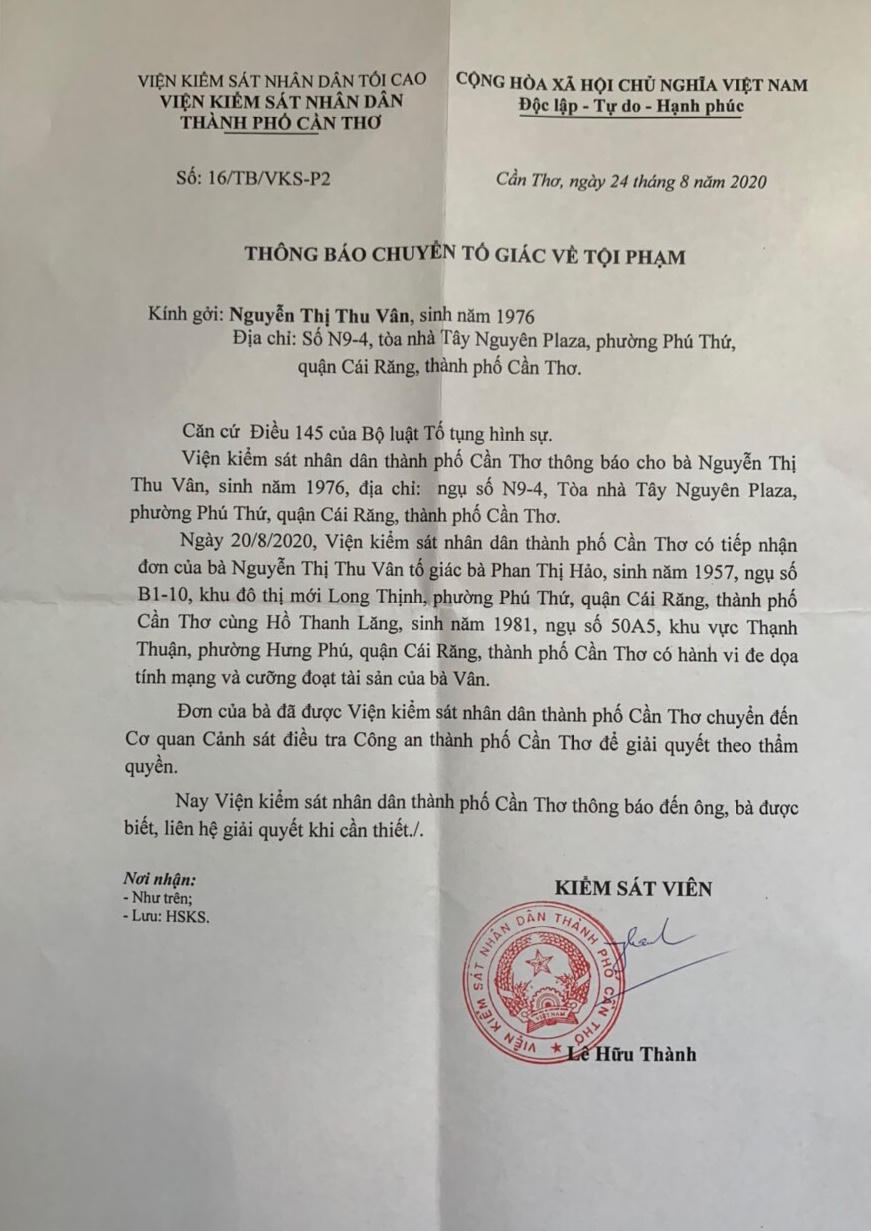 VIỆN KIỂM SÁT NHÂN DÂN TỐI CAO
VIỆN KIỂM SÁT NHÂN DÂN
THÀNH PHỐ CẦN THƠ
Số: 16/TB/VKS-P2
CỘNG HÒA XÃ HỘI CHỦ NGHĨA VIỆT NAM
Độc lập - Tự do - Hạnh phúc
Cần Thơ, ngày 24 tháng 8 năm 2020
THÔNG BÁO CHUYỂN TỐ GIÁC VỀ TỘI PHẠM
Kính gởi: Nguyễn Thị Thu Vân, sinh năm 1976
Địa chỉ: Số N9-4, tòa nhà Tây Nguyên Plaza, phường Phú Thứ,
quận Cái Răng, thành phố Cần Thơ.
Căn cứ Điều 145 của Bộ luật Tố tụng hình sự.
Viện kiểm sát nhân dân thành phố Cần Thơ thông báo cho bà Nguyễn Thị
Thu Vân, sinh năm 1976, địa chỉ: ngụ số N9-4, Tòa nhà Tây Nguyên Plaza,
phường Phú Thứ, quận Cái Răng, thành phố Cần Thơ.
Ngày 20/8/2020, Viện kiểm sát nhân dân thành phố Cần Thơ có tiếp nhận
đơn của bà Nguyễn Thị Thu Vân tố giác bà Phan Thị Hảo, sinh năm 1957, ngụ số
B1-10, khu đô thị mới Long Thịnh, phường Phú Thứ, quận Cái Răng, thành phố
Cần Thơ cùng Hồ Thanh Lăng, sinh năm 1981, ngụ số 50A5, khu vực Thạnh
Thuận, phường Hưng Phú, quận Cái Răng, thành phố Cần Thơ có hành vi đe dọa
tính mạng và cưỡng đoạt tài sản của bà Vân.
Đơn của bà đã được Viện kiểm sát nhân dân thành phố Cần Thơ chuyển đến
Cơ quan Cảnh sát điều tra Công an thành phố Cần Thơ để giải quyết theo thẩm
quyền.
Nay Viện kiểm sát nhân dân thành phố Cần Thơ thông báo đến ông, bà được
biết, liên hệ giải quyết khi cần thiết./.
Nơi nhận:
- Như trên;
- Lưu: HSKS.
KIỂM SÁT VIÊN
VIỆN KIỂM SÁT NHÂN DÂN THÀNH PHỐ CẦN THƠ
VIỆT NAM
Lê Hữu Thành